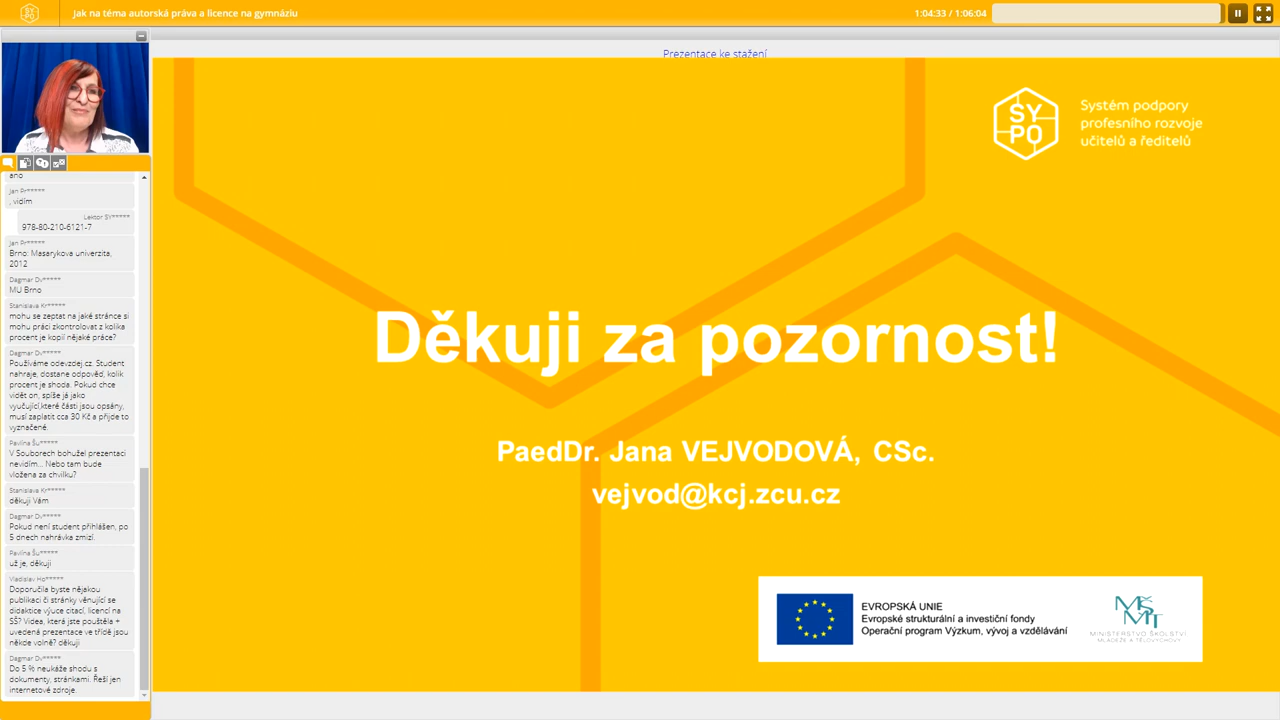 Jak na téma autorská práva a licence na gymnáziu
1:04:33 / 1:06:04
Prezentace ke stažení
SY
PO
Systém podpory
profesního rozvoje
učitelů a ředitelů
Děkuji za pozornost!
PaedDr. Jana VEJVODOVÁ, CSc.
vejvod@kcj.zcu.cz
EVROPSKÁ UNIE
Evropské strukturální a investiční fondy
Operační program Výzkum, vývoj a vzdělávání
MŠMT
MINISTERSTVO ŠKOLSTVÍ
MLÁDEŽE A TĚLOVÝCHOVY
ano
Jan Pr*****
, vidím
Lektor SY*****
978-80-210-6121-7
Jan Pr*****
Brno: Masarykova univerzita,
2012
Dagmar Dv*****
MU Brno
Stanislava Kr*****
mohu se zeptat na jaké stránce si
mohu práci zkontrolovat z kolika
procent je kopií nějaké práce?
Dagmar Dv*****
Používáme odevzdej.cz. Student
nahraje, dostane odpověď, kolik
procent je shoda. Pokud chce
vidět on, spíše já jako
vyučující,které části jsou opsány,
musí zaplatit cca 30 Kč a přijde to
vyznačené.
Pavlína Šu*****
V Souborech bohužel prezentaci
nevidím... Nebo tam bude
vložena za chvilku?
Stanislava Kr*****
děkuji Vám
Dagmar Dv*****
Pokud není student přihlášen, po
5 dnech nahrávka zmizí.
Pavlína Šu*****
už je, děkuji
Vladislav Ho*****
Doporučila byste nějakou
publikaci či stránky věnující se
didaktice výuce citací, licencí na
SŠ? Videa, která jste pouštěla +
uvedená prezentace ve třídě jsou
někde volně? děkuji
Dagmar Dv*****
Do 5 % neukáže shodu s
dokumenty, stránkami. Řeší jen
internetové zdroje.